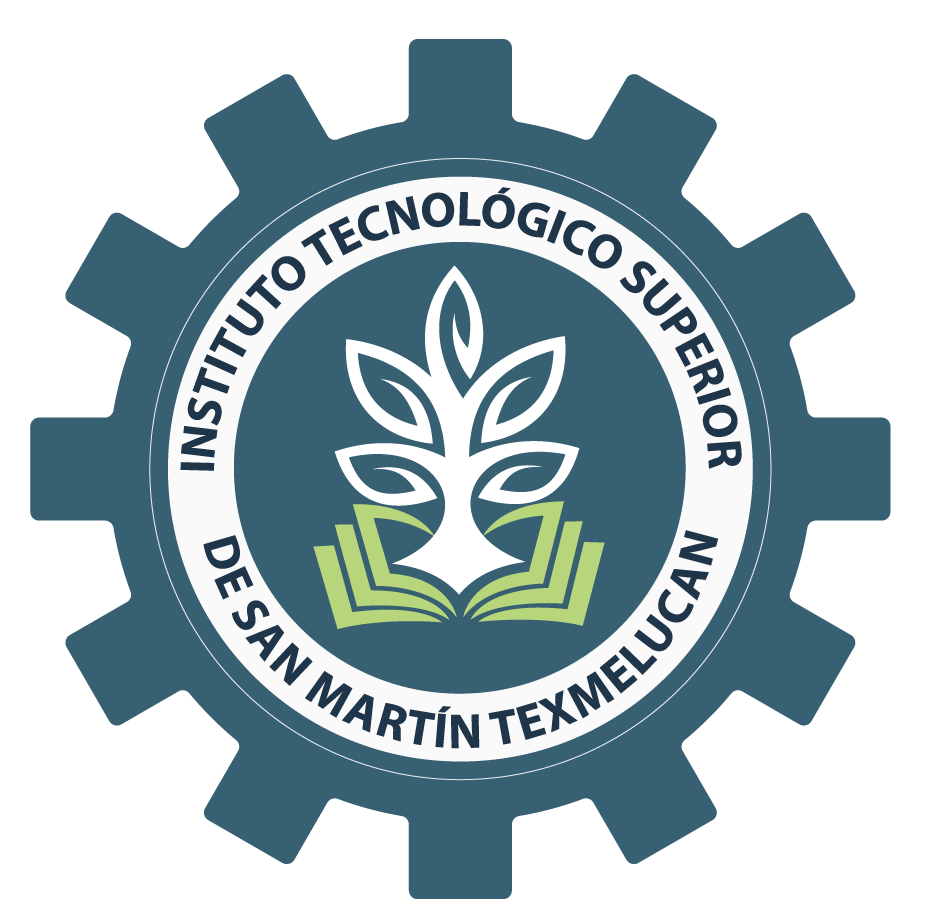 INSTITUTO TECNOLÓGICO SUPERIOR
DE SAN MARTÍN TEXMELUCAN